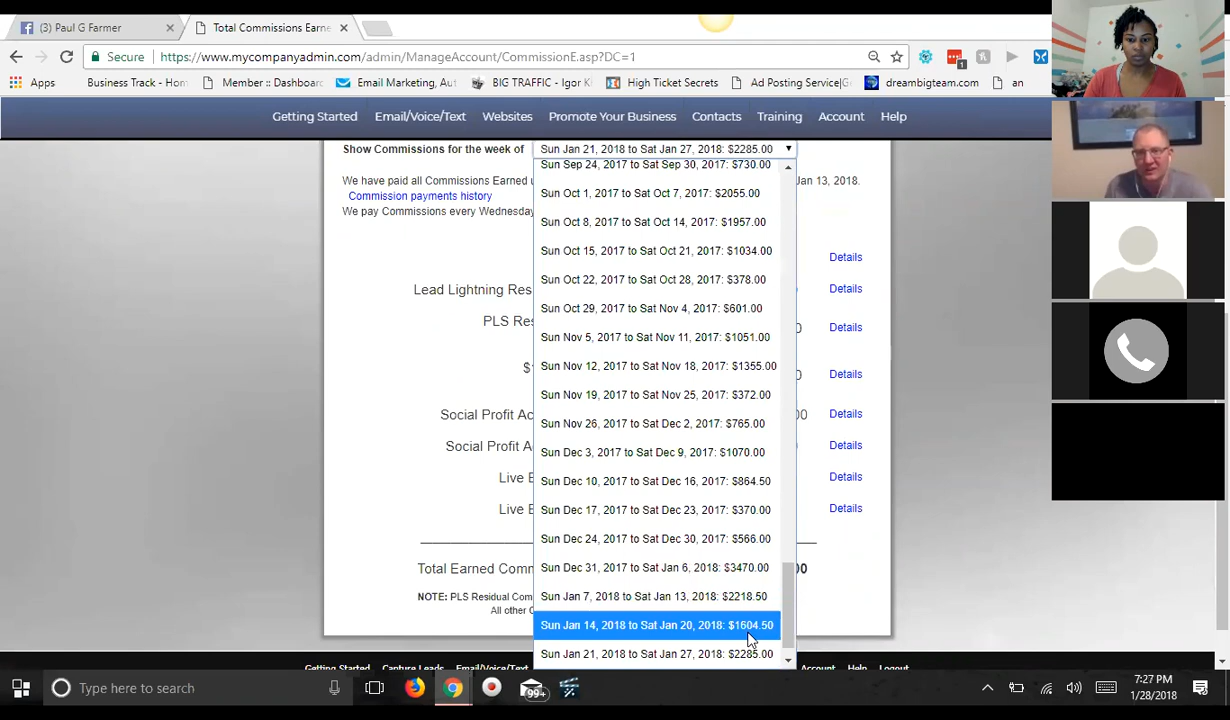 (3) Paul G Farmer
Total Commissions Earne
Secure https://www.mycompanyadmin.com/admin/ManageAccount/CommissionE.asp?DC=1
1
Apps Business Track - Hom Member :: Dashboar Email Marketing, Aut BIG TRAFFIC - Igor Kh High Ticket Secrets Ad Posting Service|G dreambigteam.com an
Getting Started Email/Voice/Text Websites Promote Your Business Contacts Training Account Help
Show Commissions for the week of Sun Jan 21, 2018 to Sat Jan 27, 2018: $2285.00
Sun Sep 24, 2017 to Sat Sep 30, 2017: $730.00
We have paid all Commissions Earned u an 13, 2018.
Sun Oct 1, 2017 to Sat Oct 7, 2017: $2055.00
Commission payments history
We pay Commissions every Wednesday
Sun Oct 8, 2017 to Sat Oct 14, 2017: $1957.00
Sun Oct 15, 2017 to Sat Oct 21, 2017: $1034.00
Details
Sun Oct 22, 2017 to Sat Oct 28, 2017: $378.00
Lead Lightning Res Details
Sun Oct 29, 2017 to Sat Nov 4, 2017: $601.00
PLS Res 0 Details
Sun Nov 5, 2017 to Sat Nov 11, 2017: $1051.00
Sun Nov 12, 2017 to Sat Nov 18, 2017: $1355.00
$ 0 Details
Sun Nov 19, 2017 to Sat Nov 25, 2017: $372.00
Social Profit Ac 00 Details
Sun Nov 26, 2017 to Sat Dec 2, 2017: $765.00
Social Profit A Details
Sun Dec 3, 2017 to Sat Dec 9, 2017: $1070.00
Live E Details
Sun Dec 10, 2017 to Sat Dec 16, 2017: $864.50
Live E Details
Sun Dec 17, 2017 to Sat Dec 23, 2017: $370.00
Sun Dec 24, 2017 to Sat Dec 30, 2017: $566.00
Total Earned Comm 00
Sun Dec 31, 2017 to Sat Jan 6, 2018: $3470.00
NOTE: PLS Residual Com
Sun Jan 7, 2018 to Sat Jan 13, 2018: $2218.50
All other C
Sun Jan 14, 2018 to Sat Jan 20, 2018: $1604.50
Sun Jan 21, 2018 to Sat Jan 27, 2018: $2285.00
Getting Started Capture Leads Email/Voice/Text Account Help Logout
Type here to search
99+
7:27 PM
1/28/2018